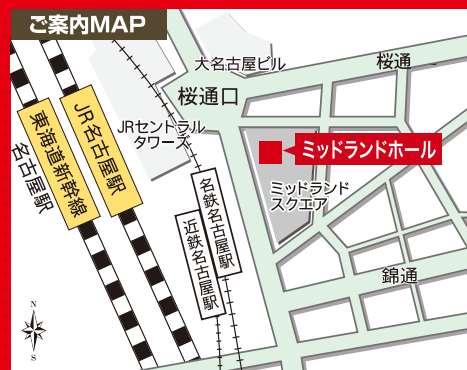 ご案内MAP
大名古屋ビル
桜通
桜通口
JRセントラル
タワーズ
ミッドランドホール
ミッドランド
スクエア
JR名古屋駅
東海道新幹線
名古屋駅
名鉄名古屋駅
近鉄名古屋駅
錦通
N
S